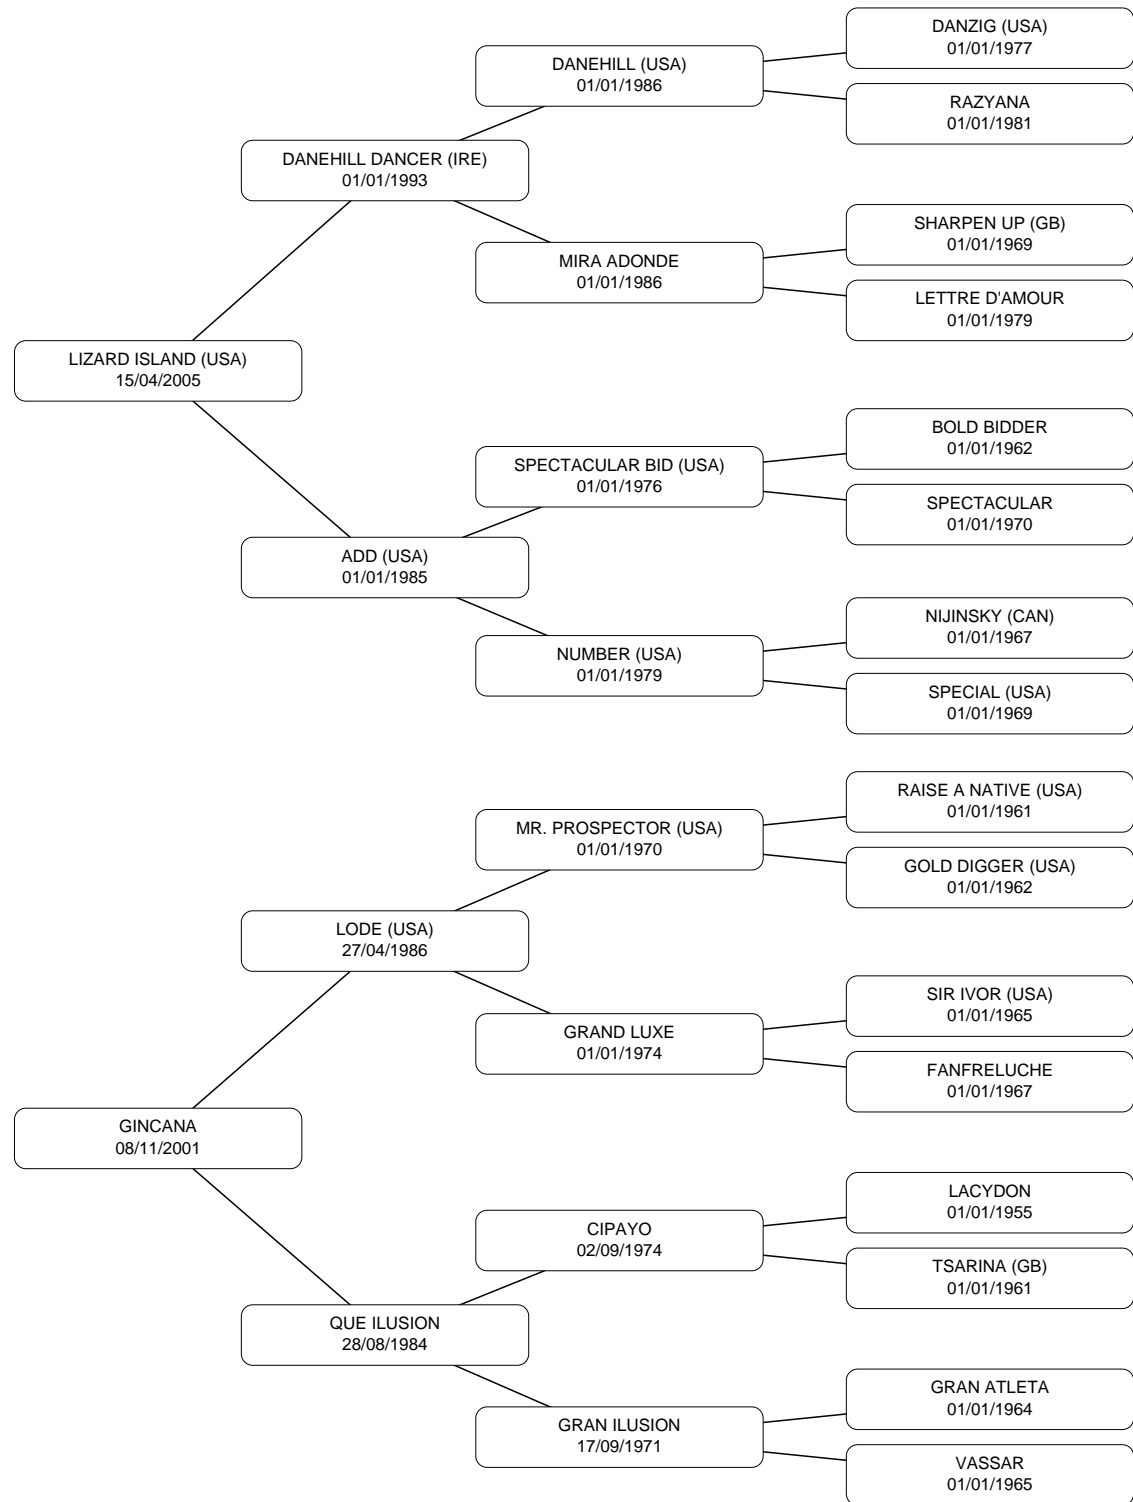 DANZIG (USA)
01/01/1977
DANEHILL (USA)
01/01/1986
RAZYANA
01/01/1981
DANEHILL DANCER (IRE)
01/01/1993
SHARPEN UP (GB)
01/01/1969
MIRA ADONDE
01/01/1986
LETTRE D'AMOUR
01/01/1979
LIZARD ISLAND (USA)
15/04/2005
BOLD BIDDER
01/01/1962
SPECTACULAR BID (USA)
01/01/1976
SPECTACULAR
01/01/1970
ADD (USA)
01/01/1985
NIJINSKY (CAN)
01/01/1967
NUMBER (USA)
01/01/1979
SPECIAL (USA)
01/01/1969
RAISE A NATIVE (USA)
01/01/1961
MR. PROSPECTOR (USA)
01/01/1970
GOLD DIGGER (USA)
01/01/1962
LODE (USA)
27/04/1986
SIR IVOR (USA)
01/01/1965
GRAND LUXE
01/01/1974
FANFRELUCHE
01/01/1967
GINCANA
08/11/2001
LACYDON
01/01/1955
CIPAYO
02/09/1974
TSARINA (GB)
01/01/1961
QUE ILUSION
28/08/1984
GRAN ATLETA
01/01/1964
GRAN ILUSION
17/09/1971
VASSAR
01/01/1965